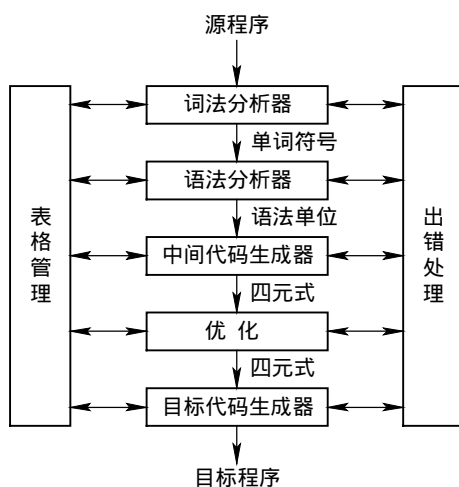 源程序
词法分析器
单词符号
语法分析器
语法单位
表格管理
中间代码生成器
出错处理
四元式
优 化
四元式
目标代码生成器
目标程序